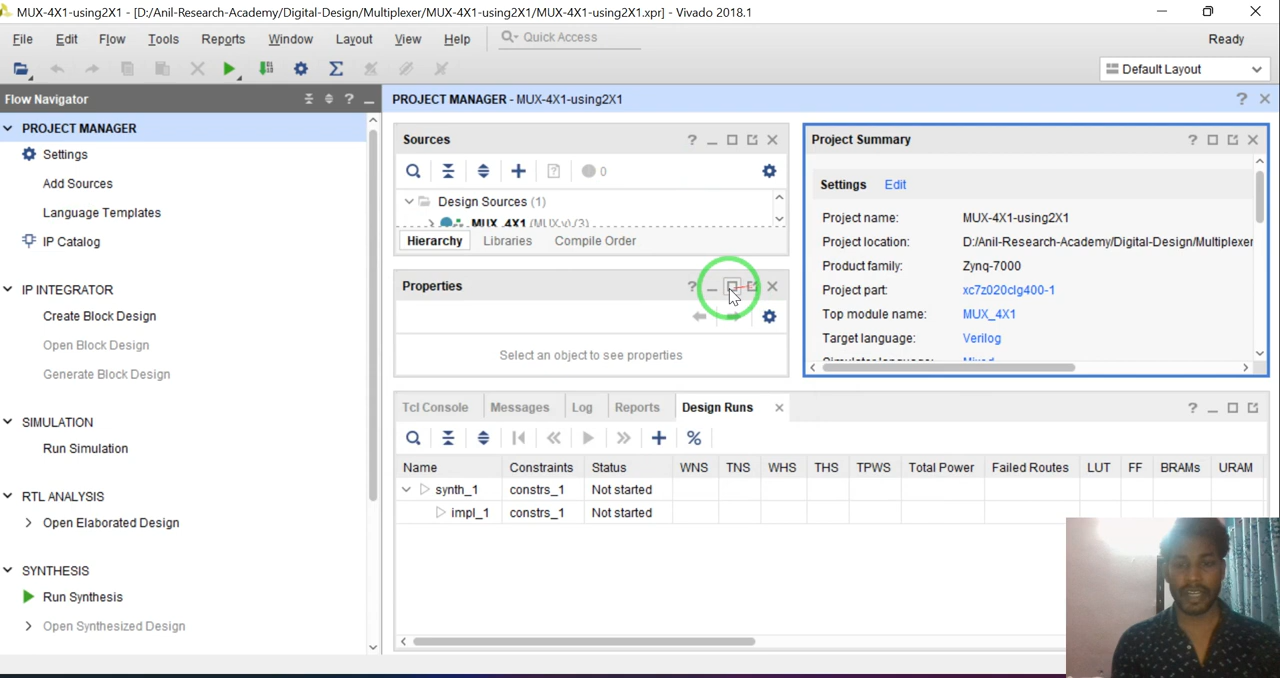 MUX-4X1-using2X1 - [D:/Anil-Research-Academy/Digital-Design/Multiplexer/MUX-4X1-using2X1/MUX-4X1-using2X1.xpr] - Vivado 2018.1
File Edit Flow Tools Reports Window Layout View Help Quick Access Ready
Default Layout
Flow Navigator
PROJECT MANAGER
Settings
Add Sources
Language Templates
IP Catalog
IP INTEGRATOR
Create Block Design
Open Block Design
Generate Block Design
SIMULATION
Run Simulation
RTL ANALYSIS
Open Elaborated Design
SYNTHESIS
Run Synthesis
Open Synthesized Design
PROJECT MANAGER - MUX-4X1-using2X1
Sources
0
Design Sources (1)
MUX_4X1 (MUX.v) (3)
Hierarchy Libraries Compile Order
Properties
Select an object to see properties
Project Summary
Settings Edit
Project name: MUX-4X1-using2X1
Project location: D:/Anil-Research-Academy/Digital-Design/Multiplexer
Product family: Zynq-7000
Project part: xc7z020clg400-1
Top module name: MUX_4X1
Target language: Verilog
Simulator language: Mixed
Tcl Console Messages Log Reports Design Runs
Name Constraints Status WNS TNS WHS THS TPWS Total Power Failed Routes LUT FF BRAMs URAM
synth_1 constrs_1 Not started
impl_1 constrs_1 Not started